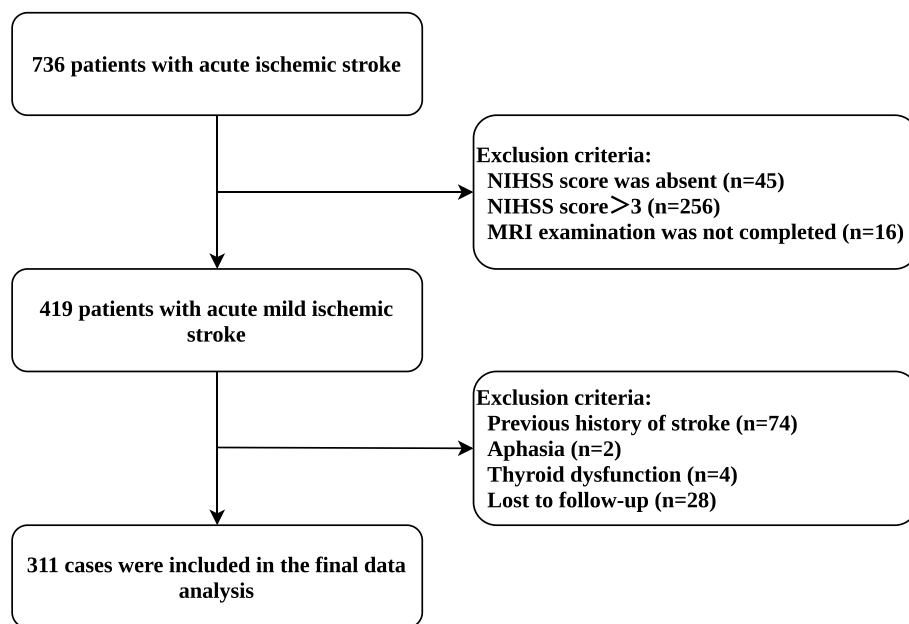 736 patients with acute ischemic stroke
Exclusion criteria:
NIHSS score was absent (n=45)
NIHSS score＞3 (n=256)
MRI examination was not completed (n=16)
419 patients with acute mild ischemic
stroke
Exclusion criteria:
Previous history of stroke (n=74)
Aphasia (n=2)
Thyroid dysfunction (n=4)
Lost to follow-up (n=28)
311 cases were included in the final data
analysis